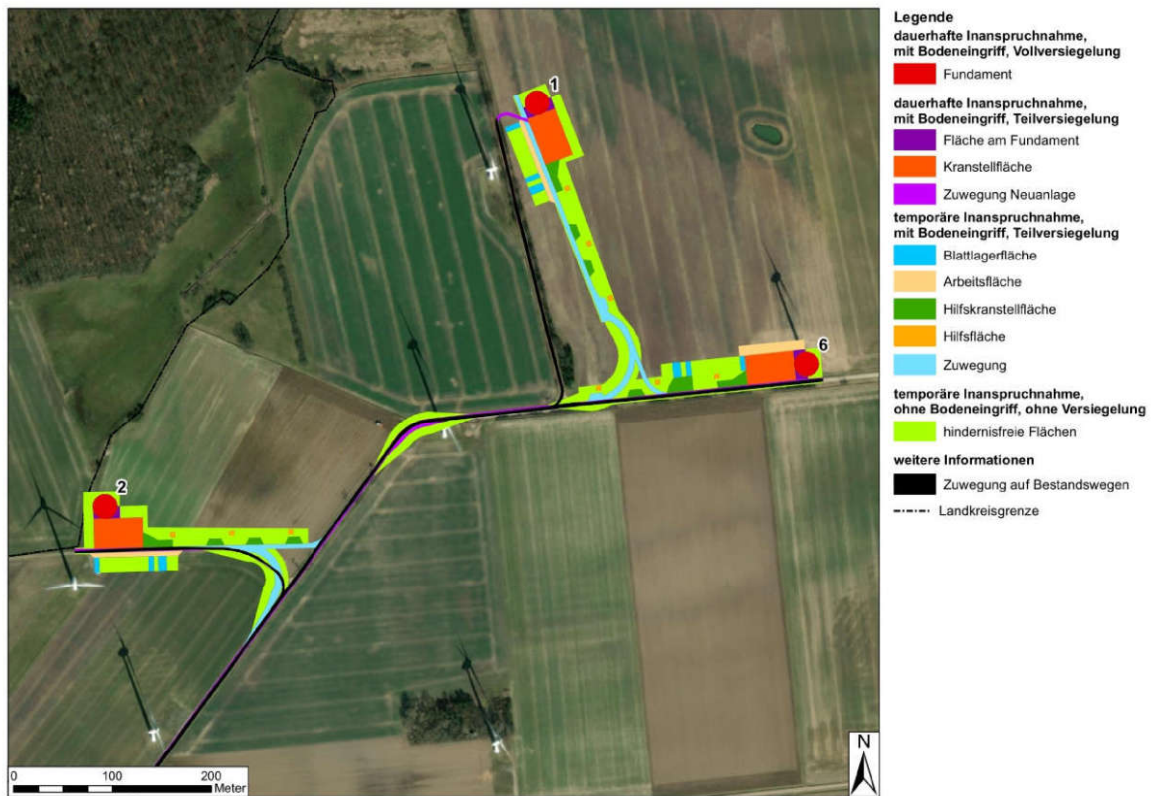 1
6
2
N
0 100 200
Meter
Legende
dauerhafte Inanspruchnahme,
mit Bodeneingriff, Vollversiegelung
Fundament
dauerhafte Inanspruchnahme,
mit Bodeneingriff, Teilversiegelung
Fläche am Fundament
Kranstellfläche
Zuwegung Neuanlage
temporäre Inanspruchnahme,
mit Bodeneingriff, Teilversiegelung
Blattlagerfläche
Arbeitsfläche
Hilfskranstellfläche
Hilfsfläche
Zuwegung
temporäre Inanspruchnahme,
ohne Bodeneingriff, ohne Versiegelung
hindernisfreie Flächen
weitere Informationen
Zuwegung auf Bestandswegen
Landkreisgrenze